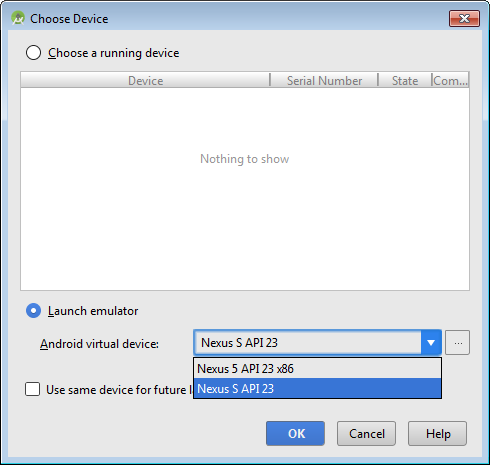 Choose Device
Choose a running device
Device Serial Number State Com...
Nothing to show
Launch emulator
Android virtual device: Nexus S API 23 ...
Nexus 5 API 23 x86
Nexus S API 23
Use same device for future
OK Cancel Help